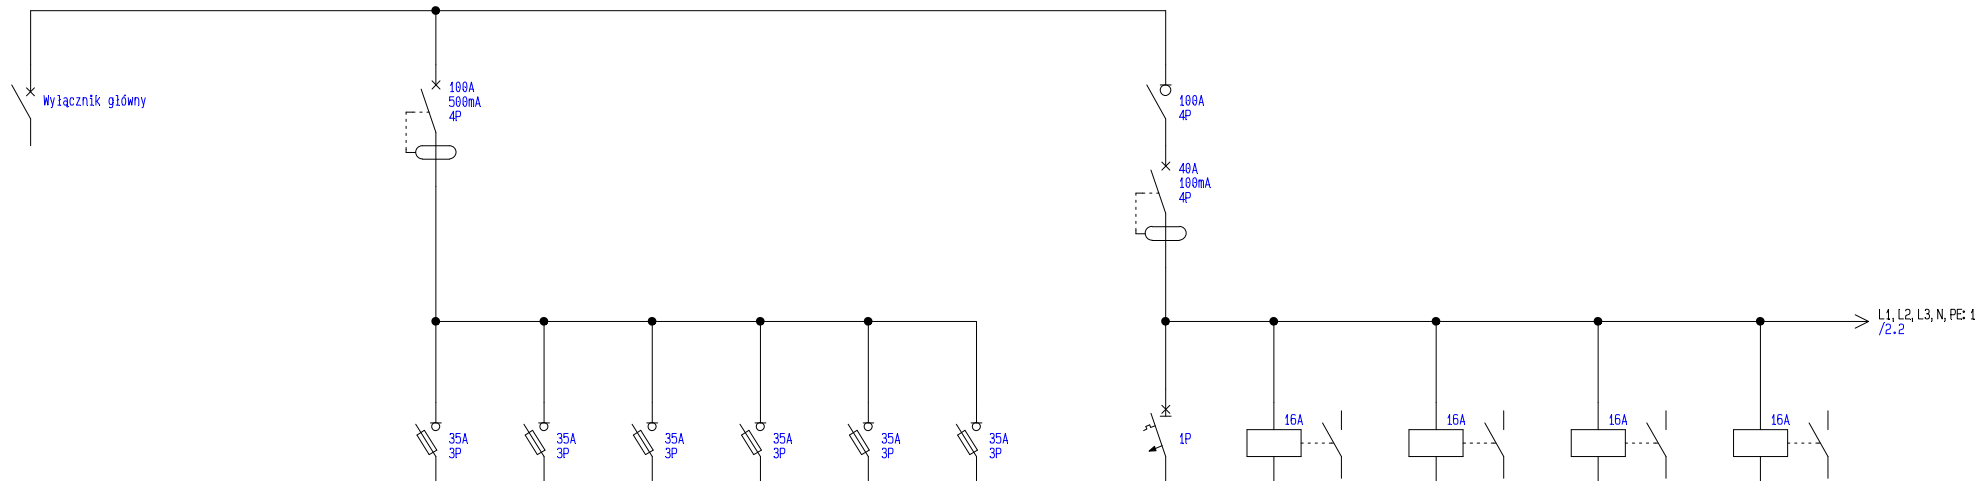 Wyłącznik główny
100A
500mA
4P
100A
4P
40A
100mA
4P
L1, L2, L3, N, PE: 1
/2.2
35A
3P
35A
3P
35A
3P
35A
3P
35A
3P
35A
3P
1P
16A
16A
16A
16A